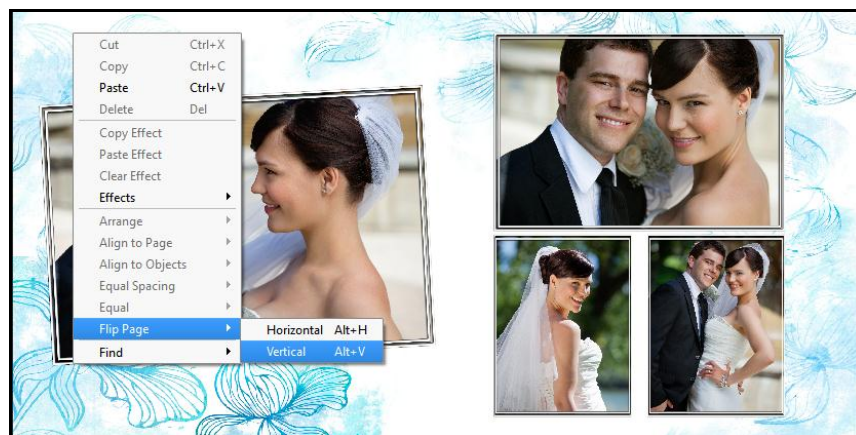 Cut Ctrl+X
Copy Ctrl+C
Paste Ctrl+V
Delete Del
Copy Effect
Paste Effect
Clear Effect
Effects
Arrange
Align to Page
Align to Objects
Equal Spacing
Equal
Flip Page
Horizontal Alt+H
Find
Vertical Alt+V